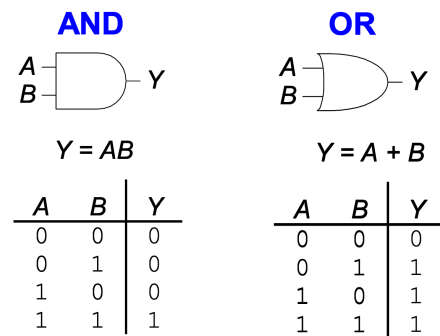 AND
A
B
Y
Y = AB
A B Y
0 0 0
0 1 0
1 0 0
1 1 1
OR
A
B
Y
Y = A + B
A B Y
0 0 0
0 1 1
1 0 1
1 1 1